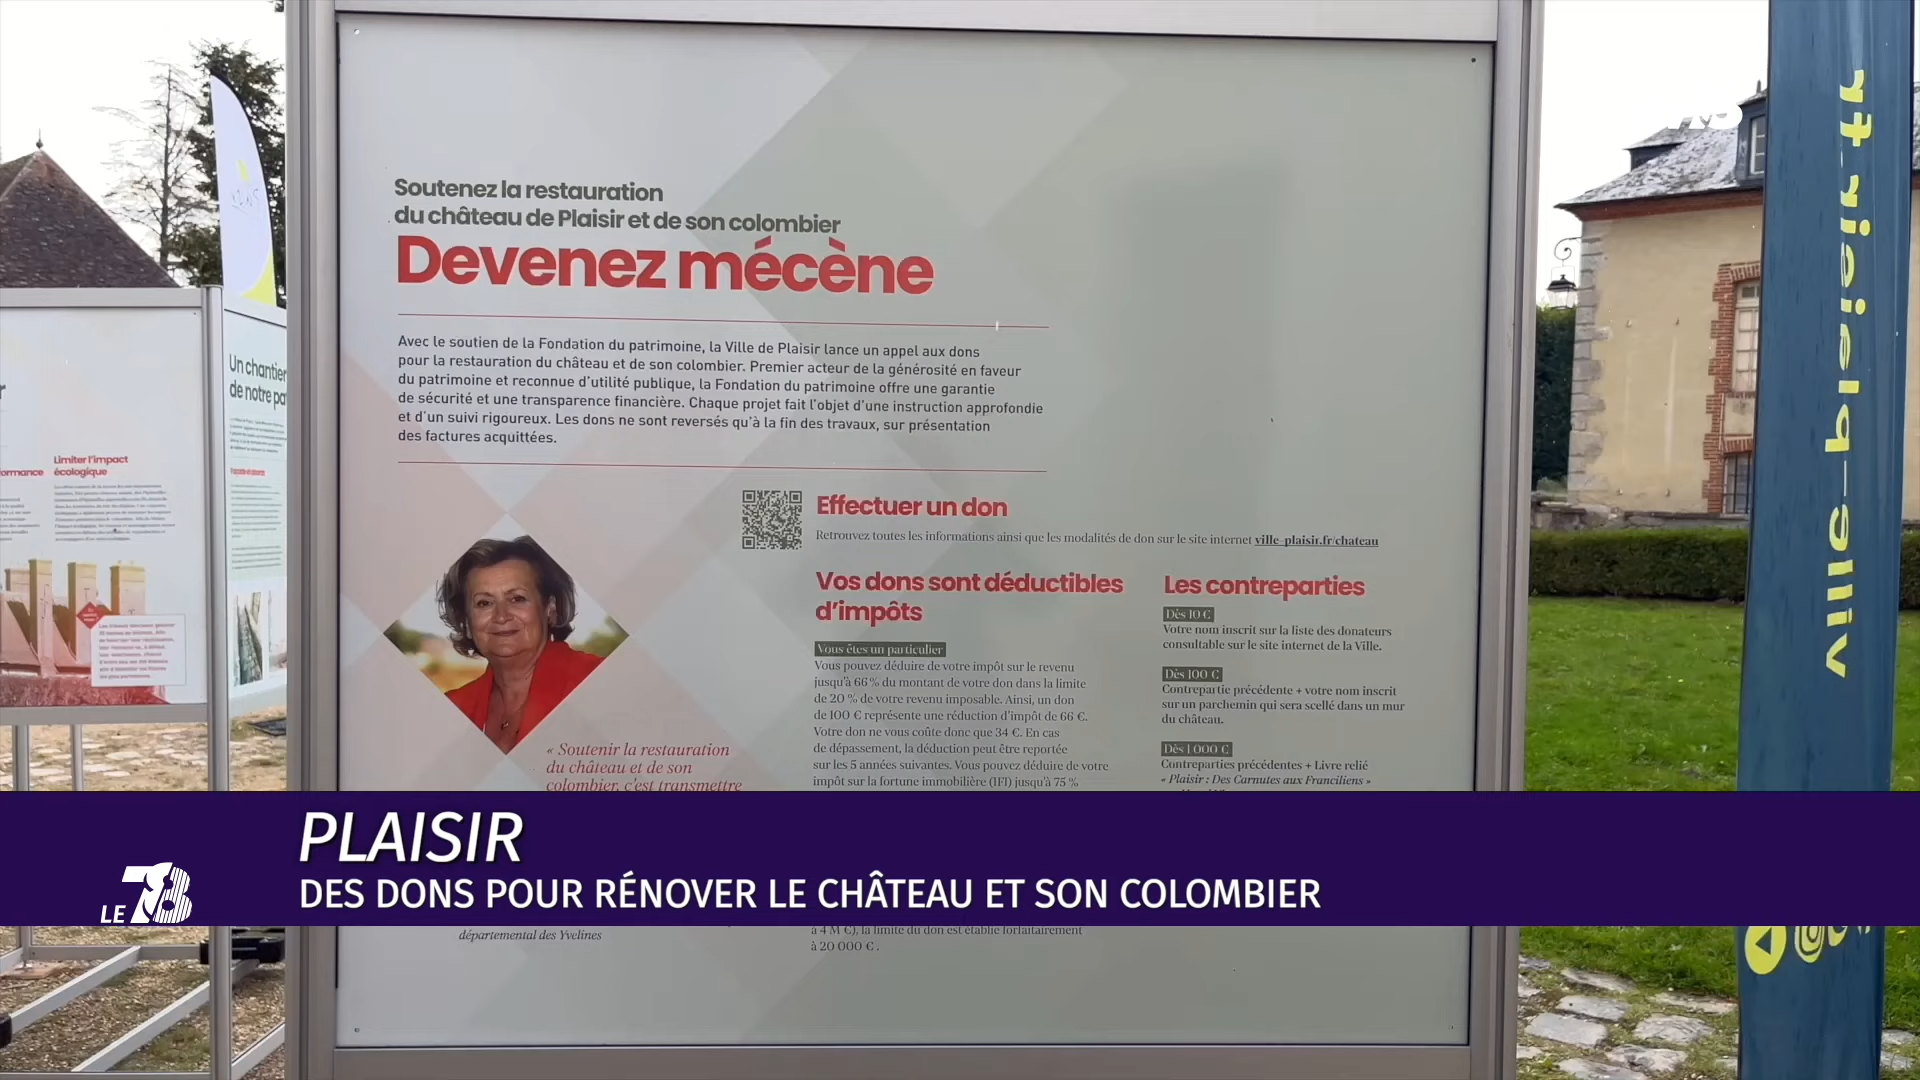 Soutenez la restauration
du château de Plaisir et de son colombier
Devenez mécène
Avec le soutien de la Fondation du patrimoine, la Ville de Plaisir lance un appel aux dons
pour la restauration du château et de son colombier. Premier acteur de la générosité en faveur
du patrimoine et reconnue d'utilité publique, la Fondation du patrimoine offre une garantie
de sécurité et une transparence financière. Chaque projet fait l'objet d'une instruction approfondie
et d'un suivi rigoureux. Les dons ne sont reversés qu'à la fin des travaux, sur présentation
des factures acquittées.
Effectuer un don
Retrouvez toutes les informations ainsi que les modalités de don sur le site internet ville-plaisir.fr/chateau
Vos dons sont déductibles
d'impôts
Vous êtes un particulier
Vous pouvez déduire de votre impôt sur le revenu
jusqu'à 66 % du montant de votre don dans la limite
de 20 % de votre revenu imposable. Ainsi, un don
de 100 € représente une réduction d'impôt de 66 €.
Votre don ne vous coûte donc que 34 €. En cas
de dépassement, la déduction peut être reportée
sur les 5 années suivantes. Vous pouvez déduire de votre
impôt sur la fortune immobilière (IFI) jusqu'à 75 %
à 4 M €), la limite du don est établie forfaitairement
à 20 000 €.
Les contreparties
Dès 10 €
Votre nom inscrit sur la liste des donateurs
consultable sur le site internet de la Ville.
Dès 100 €
Contrepartie précédente + votre nom inscrit
sur un parchemin qui sera scellé dans un mur
du château.
Dès 1 000 €
Contreparties précédentes + Livre relié
« Plaisir : Des Carnutes aux Franciliens »
« Soutenir la restauration
du château et de son
colombier, c'est transmettre
départemental des Yvelines
Un chantier
de notre pa
Limiter l'impact
écologique
ormance
ville-plaisir.fr
PLAISIR
DES DONS POUR RÉNOVER LE CHÂTEAU ET SON COLOMBIER
LE 78